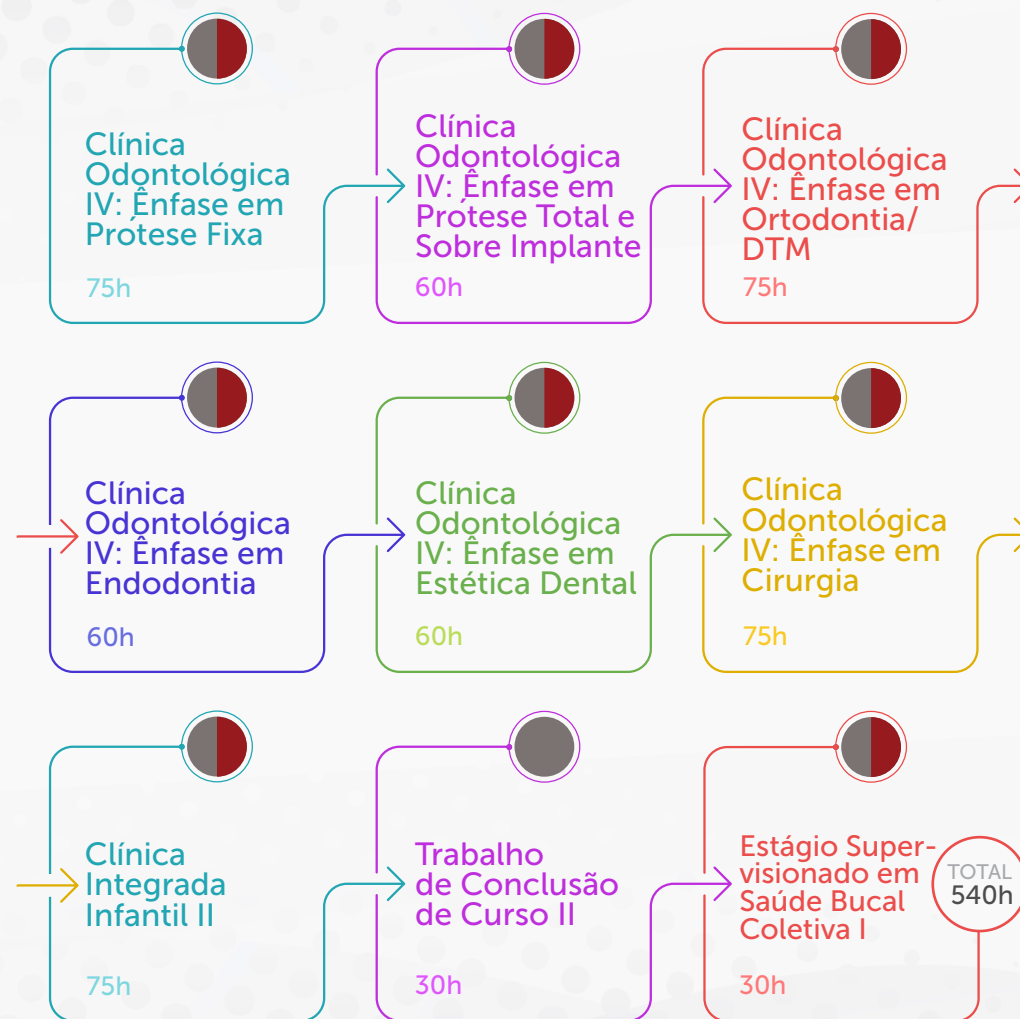 Clínica
Odontológica
IV: Ênfase em
Prótese Fixa
75h
Clínica
Odontológica
IV: Ênfase em
Prótese Total e
Sobre Implante
60h
Clínica
Odontológica
IV: Ênfase em
Ortodontia/
DTM
75h
Clínica
Odontológica
IV: Ênfase em
Endodontia
60h
Clínica
Odontológica
IV: Ênfase em
Estética Dental
60h
Clínica
Odontológica
IV: Ênfase em
Cirurgia
75h
Clínica
Integrada
Infantil II
75h
Trabalho
de Conclusão
de Curso II
30h
Estágio Super-
visionado em
Saúde Bucal
Coletiva I
30h
TOTAL
540h